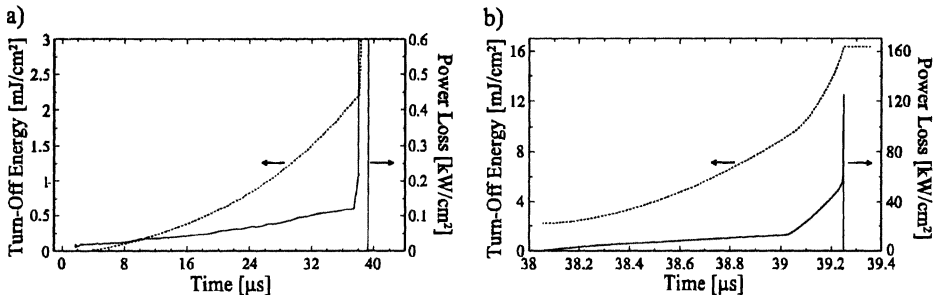 a)
Turn-Off Energy [mJ/cm²]
3
2.5
2
1.5
1
0.5
0
0 8 16 24 32 40
Time [µs]
0.6
0.5
0.4
0.3
0.2
0.1
0
Power Loss [kW/cm²]
b)
Turn-Off Energy [mJ/cm²]
16
12
8
4
0
38 38.2 38.4 38.6 38.8 39 39.2 39.4
Time [µs]
160
120
80
40
0
Power Loss [kW/cm²]